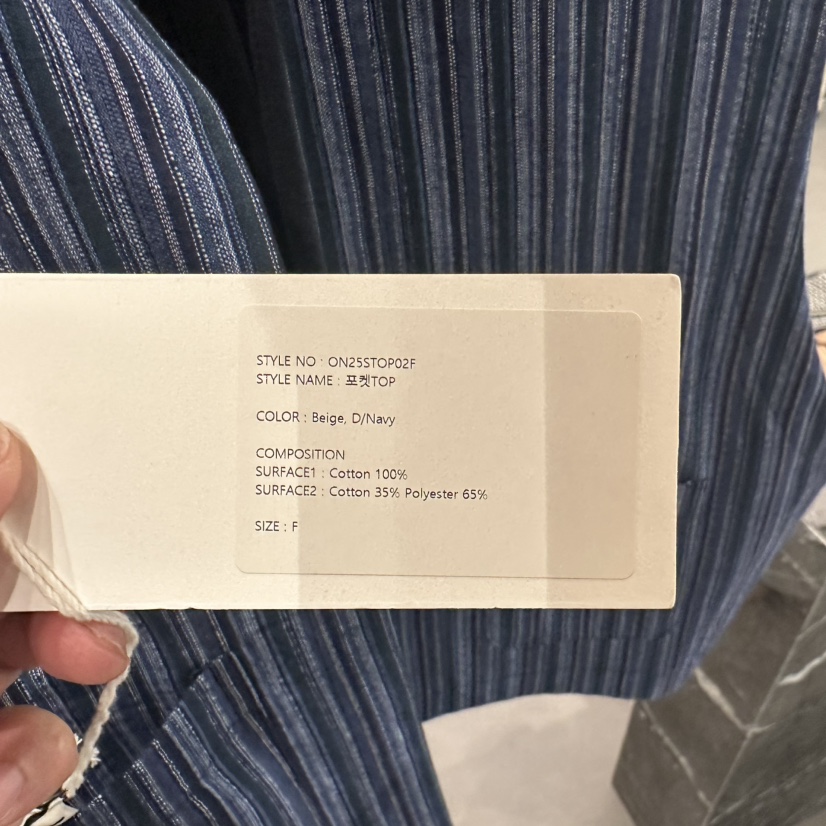 STYLE NO : ON25STOP02F
STYLE NAME : 포켓TOP
COLOR : Beige, D/Navy
COMPOSITION
SURFACE1 : Cotton 100%
SURFACE2 : Cotton 35% Polyester 65%
SIZE : F